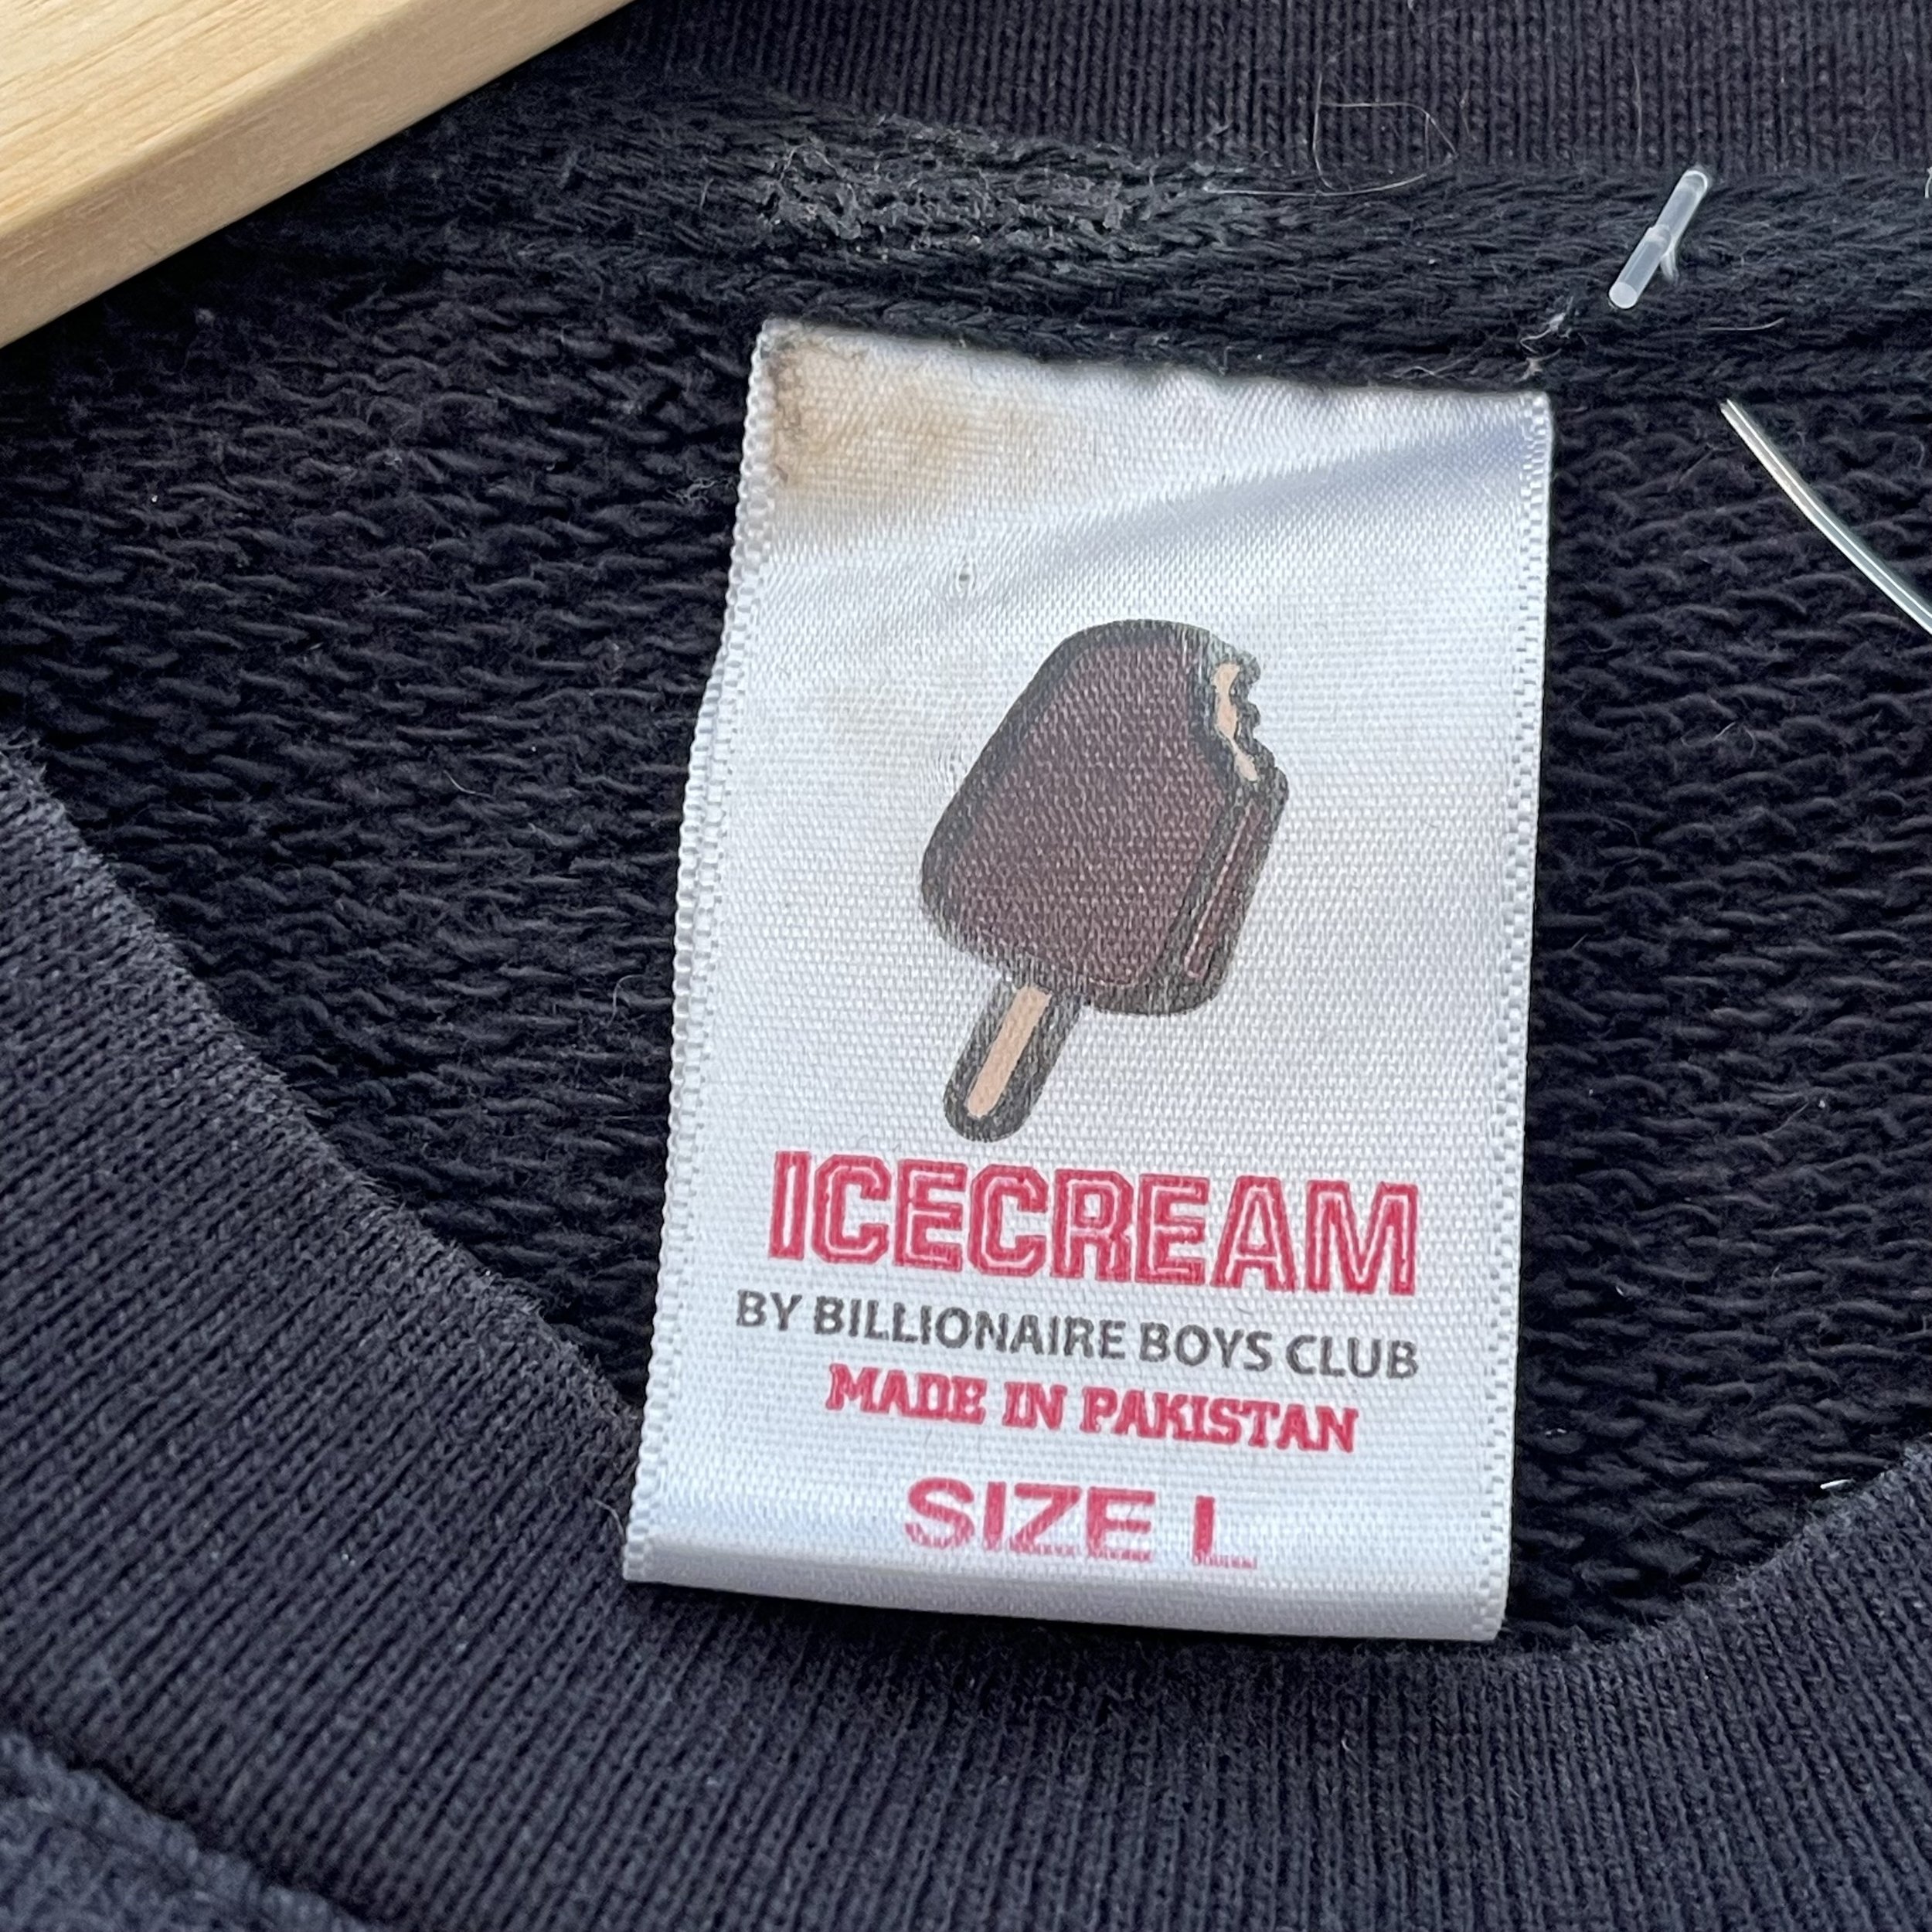 ICECREAM
BY BILLIONAIRE BOYS CLUB
MADE IN PAKISTAN
SIZE L